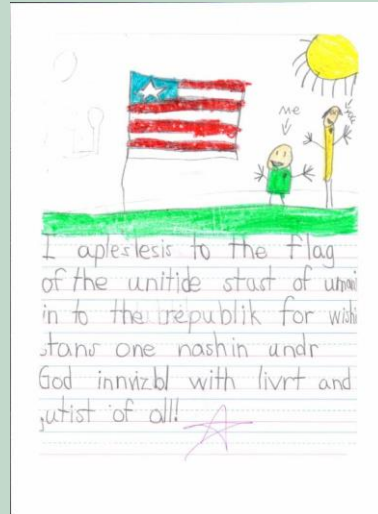 me
I apleslesis to the flag
of the unitide stast of
in to the republik for wishi
stans one nashin undr
God innvizbl with livrt and
jutist of all!